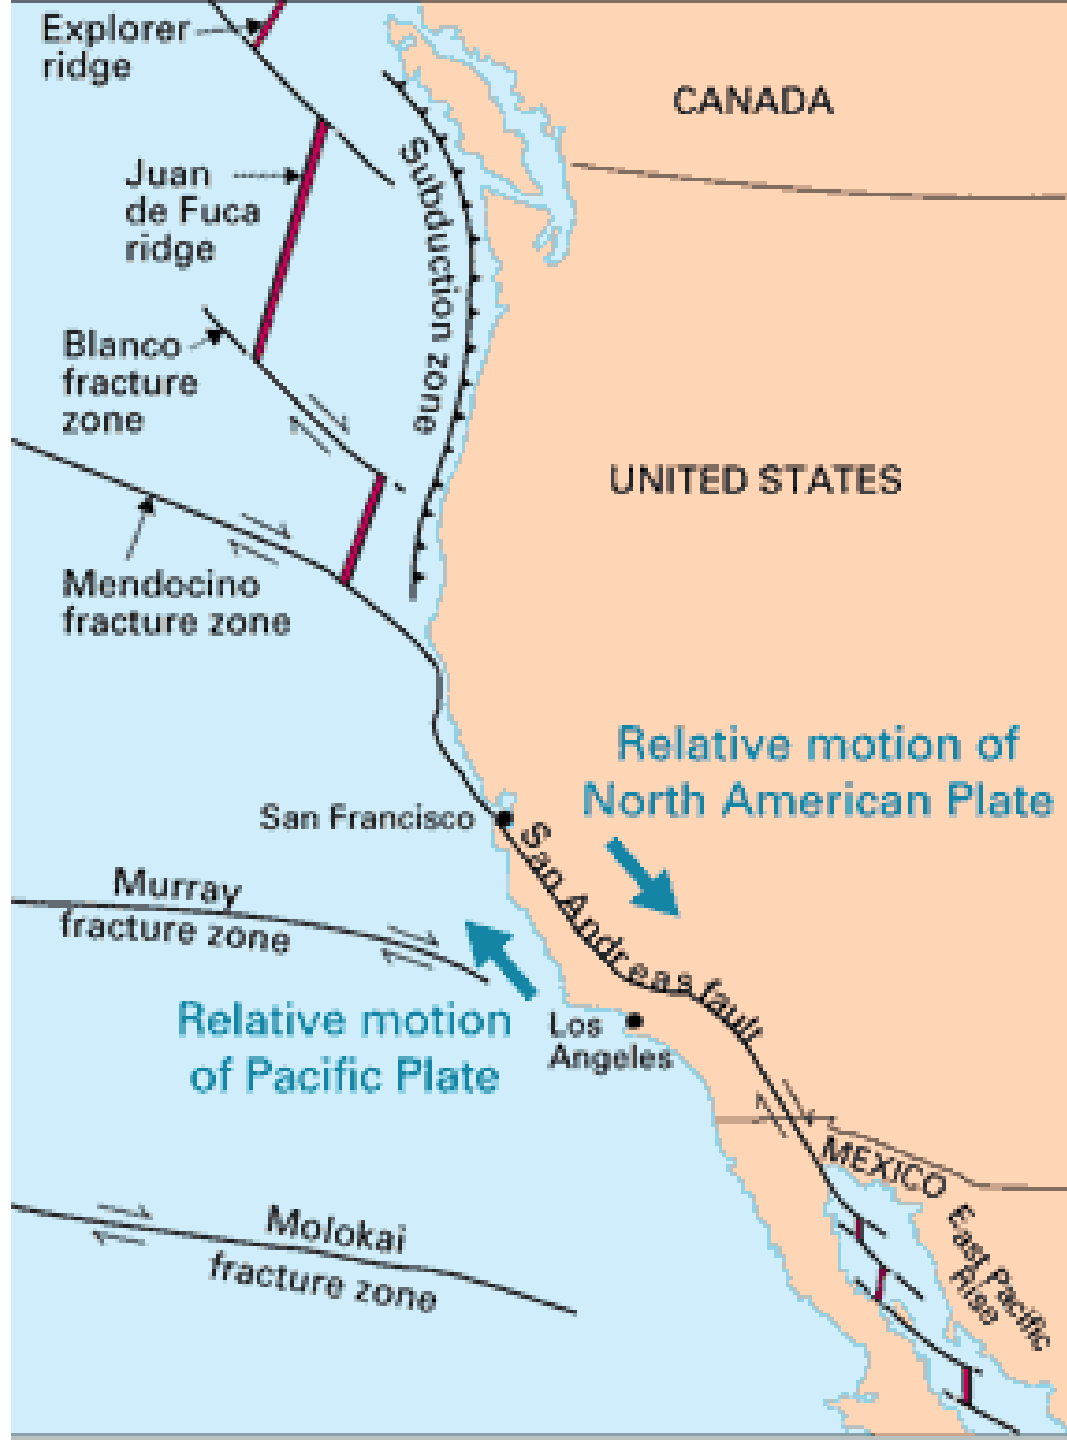 Explorer
ridge
CANADA
Juan
de Fuca
ridge
Subduction zone
Blanco
fracture
zone
UNITED STATES
Mendocino
fracture zone
Relative motion of
North American Plate
San Francisco
San Andreas fault
Murray
fracture zone
Relative motion
of Pacific Plate
Los
Angeles
MEXICO
East Pacific
Rise
Molokai
fracture zone